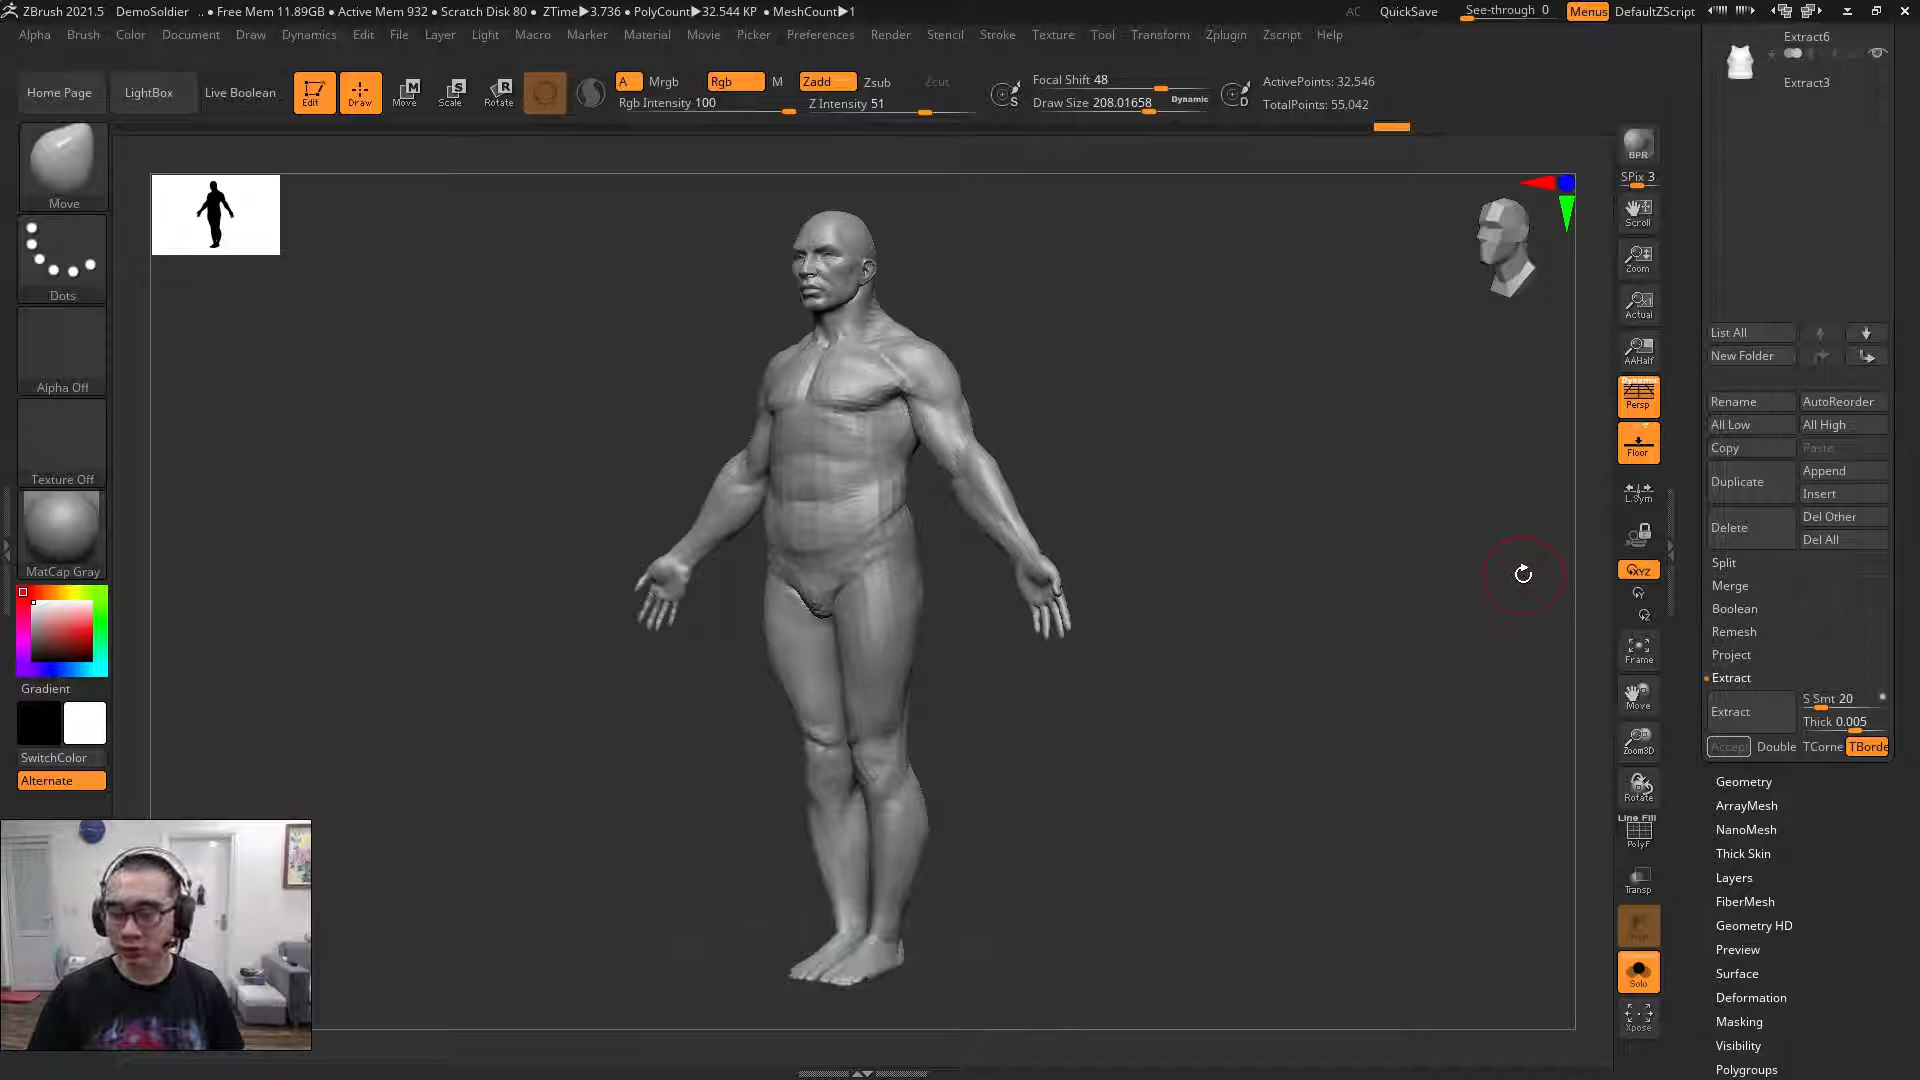 ZBrush 2021.5 DemoSoldier .. ● Free Mem 11.89GB ● Active Mem 932 ● Scratch Disk 80 ● ZTime▶3.736 ● PolyCount▶32.544 KP ● MeshCount▶1 AC QuickSave See-through 0 Menus DefaultZScript
Alpha Brush Color Document Draw Dynamics Edit File Layer Light Macro Marker Material Movie Picker Preferences Render Stencil Stroke Texture Tool Transform Zplugin Zscript Help
Home Page LightBox Live Boolean Edit Draw Move Scale Rotate
A Mrgb Rgb M Zadd Zsub Zcut
Rgb Intensity 100 Z Intensity 51
Focal Shift 48
Draw Size 208.01658 Dynamic
ActivePoints: 32,546
TotalPoints: 55,042
Move
Dots
Alpha Off
Texture Off
MatCap Gray
Gradient
SwitchColor
Alternate
BPR
SPix 3
Scroll
Zoom
Actual
AAHalf
Dynamic
Persp
Floor
L.Sym
XYZ
Y
Z
Frame
Move
Zoom3D
Rotate
Line Fill
PolyF
Transp
Solo
Xpose
Extract6
Extract3
List All
New Folder
Rename AutoReorder
All Low All High
Copy Paste
Duplicate Append
Insert
Delete Del Other
Del All
Split
Merge
Boolean
Remesh
Project
Extract
Extract S Smt 20
Thick 0.005
Accept Double TCorne TBorde
Geometry
ArrayMesh
NanoMesh
Thick Skin
Layers
FiberMesh
Geometry HD
Preview
Surface
Deformation
Masking
Visibility
Polygroups